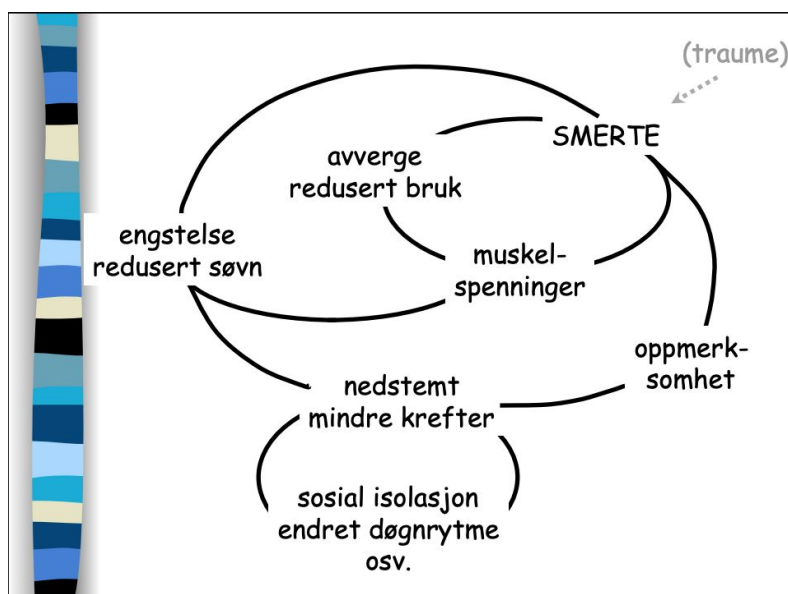 (traume)
SMERTE
avverge
redusert bruk
engstelse
redusert søvn
muskel-
spenninger
oppmerk-
somhet
nedstemt
mindre krefter
sosial isolasjon
endret døgnrytme
osv.